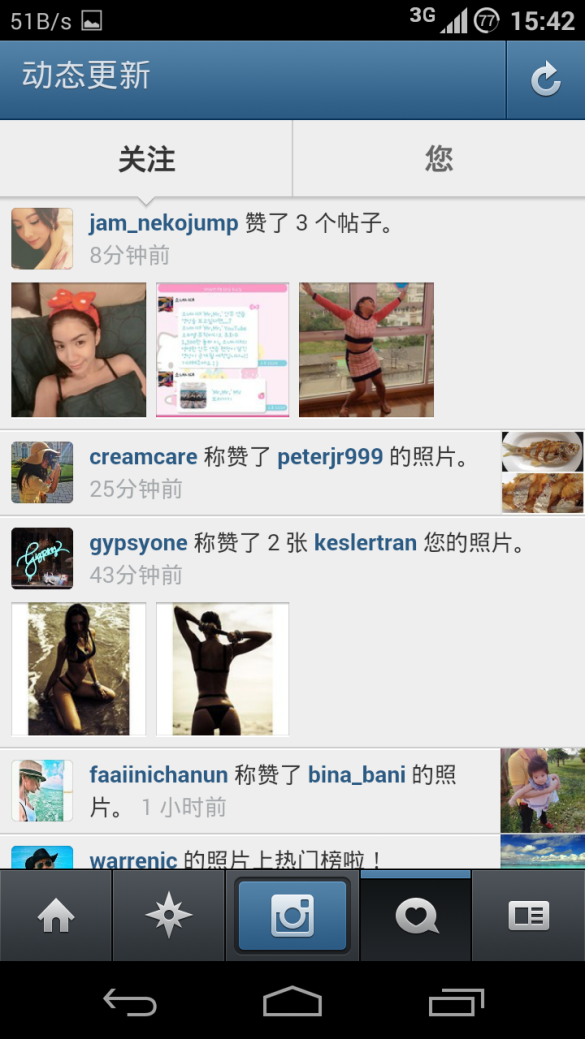 51B/s 3G 77 15:42
动态更新
关注 您
jam_nekojump 赞了 3 个帖子。
8分钟前
creamcare 称赞了 peterjr999 的照片。
25分钟前
gypsyone 称赞了 2 张 keslertran 您的照片。
43分钟前
faaiinichanun 称赞了 bina_bani 的照
片。 1 小时前
warrenic 的照片上热门榜啦！